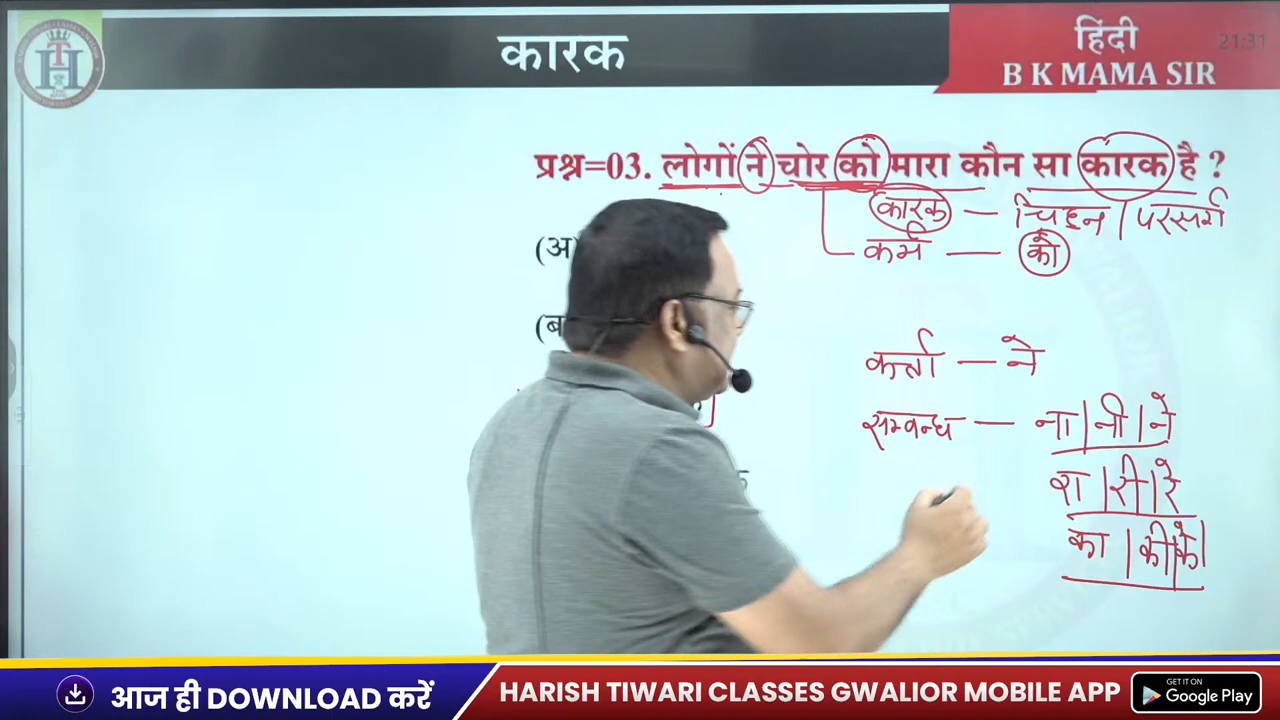 कारक
हिंदी
21:31
B K MAMA SIR
प्रश्न=03. लोगों ने चोर को मारा कौन सा कारक है ?
कारक — चिह्न / परसर्ग
(अ)
कर्म — को
(ब
कर्त्ता — ने
सम्बन्ध — ना | नी | ने
रा | री | रे
का | की | के |
आज ही DOWNLOAD करें
HARISH TIWARI CLASSES GWALIOR MOBILE APP
GET IT ON
Google Play